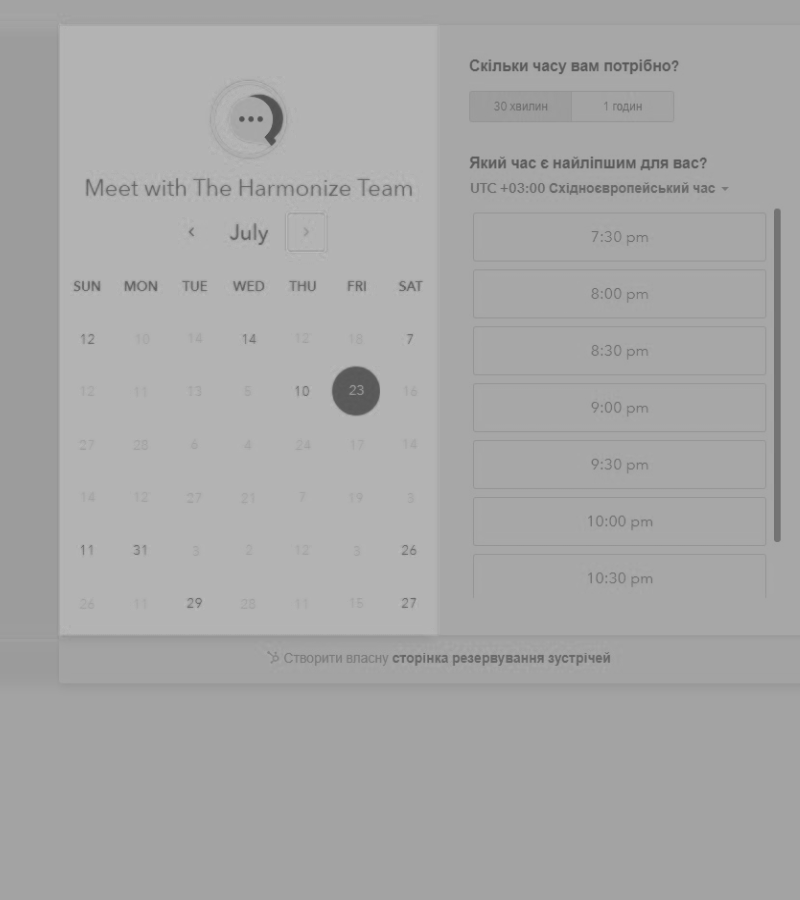 Meet with The Harmonize Team
July
SUN MON TUE WED THU FRI SAT
12 10 14 14 12 18 7
12 11 13 5 10 23 16
27 28 6 4 24 17 14
14 12 27 21 7 19 3
11 31 3 2 12 3 26
26 11 29 28 11 15 27
Скільки часу вам потрібно?
30 хвилин 1 годин
Який час є найліпшим для вас?
UTC +03:00 Східноєвропейський час
7:30 pm
8:00 pm
8:30 pm
9:00 pm
9:30 pm
10:00 pm
10:30 pm
Створити власну сторінка резервування зустрічей